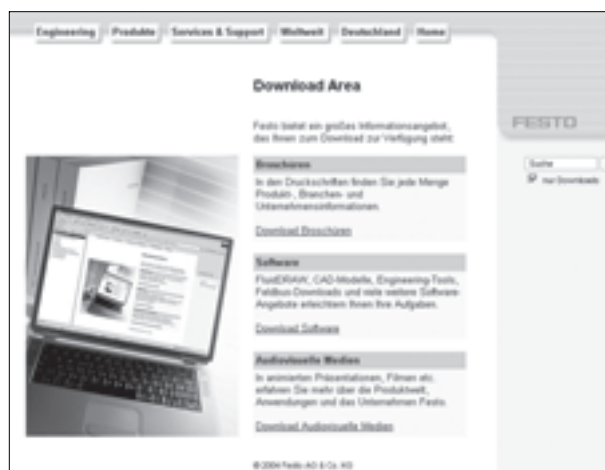 Engineering Produkte Services & Support Weltweit Deutschland Home
Download Area
Festo bietet ein großes Informationsangebot,
das Ihnen zum Download zur Verfügung steht:
FESTO
Suche
nur Downloads
Broschüren
In den Druckschriften finden Sie jede Menge
Produkt-, Branchen- und
Unternehmensinformationen.
Download Broschüren
Software
FluidDRAW, CAD-Modelle, Engineering-Tools,
Feldbus-Downloads und viele weitere Software-
Angebote erleichtern Ihnen Ihre Aufgaben.
Download Software
Audiovisuelle Medien
In animierten Präsentationen, Filmen etc.
erfahren Sie mehr über die Produktwelt,
Anwendungen und das Unternehmen Festo.
Download Audiovisuelle Medien
© 2004 Festo AG & Co. KG